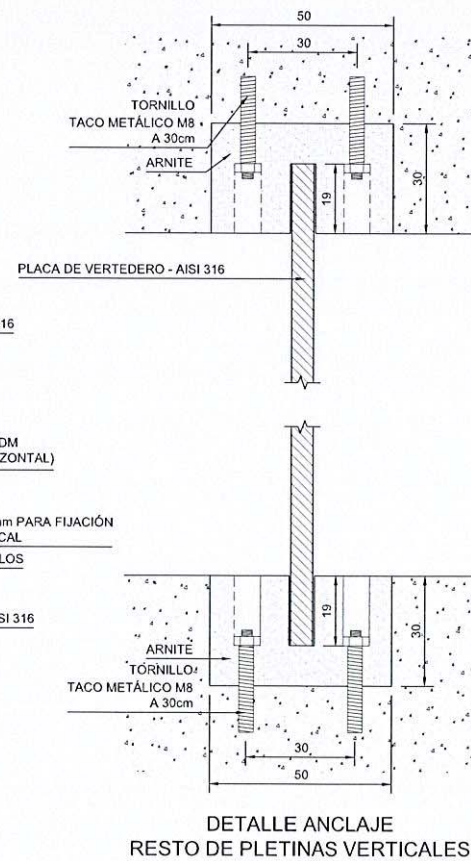 50
30
TORNILLO
TACO METÁLICO M8
A 30cm
ARNITE
19
30
PLACA DE VERTEDERO - AISI 316
16
DM
ZONTAL)
mm PARA FIJACIÓN
CAL
LOS
SI 316
19
30
ARNITE
TORNILLO
TACO METÁLICO M8
A 30cm
30
50
DETALLE ANCLAJE
RESTO DE PLETINAS VERTICALES